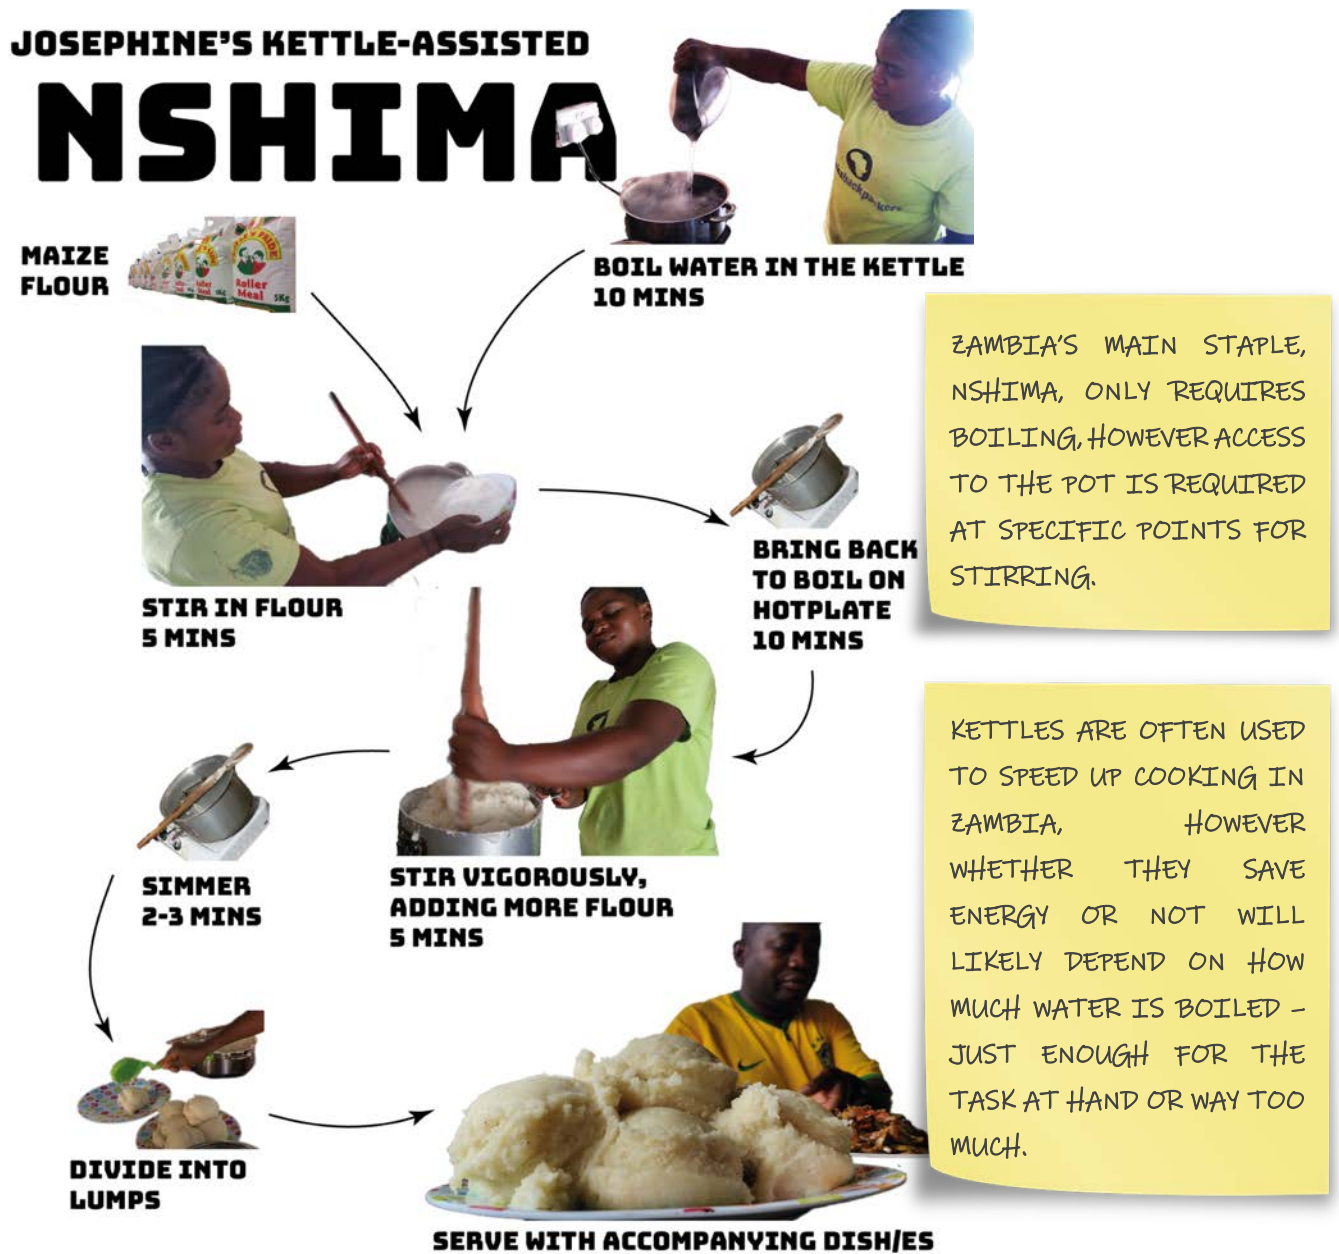 JOSEPHINE'S KETTLE-ASSISTED
NSHIMA
MAIZE
FLOUR
Roller
Meal
5KG
BOIL WATER IN THE KETTLE
10 MINS
STIR IN FLOUR
5 MINS
BRING BACK
TO BOIL ON
HOTPLATE
10 MINS
STIR VIGOROUSLY,
ADDING MORE FLOUR
5 MINS
SIMMER
2-3 MINS
DIVIDE INTO
LUMPS
SERVE WITH ACCOMPANYING DISH/ES
ZAMBIA'S MAIN STAPLE,
NSHIMA, ONLY REQUIRES
BOILING, HOWEVER ACCESS
TO THE POT IS REQUIRED
AT SPECIFIC POINTS FOR
STIRRING.
KETTLES ARE OFTEN USED
TO SPEED UP COOKING IN
ZAMBIA, HOWEVER
WHETHER THEY SAVE
ENERGY OR NOT WILL
LIKELY DEPEND ON HOW
MUCH WATER IS BOILED –
JUST ENOUGH FOR THE
TASK AT HAND OR WAY TOO
MUCH.